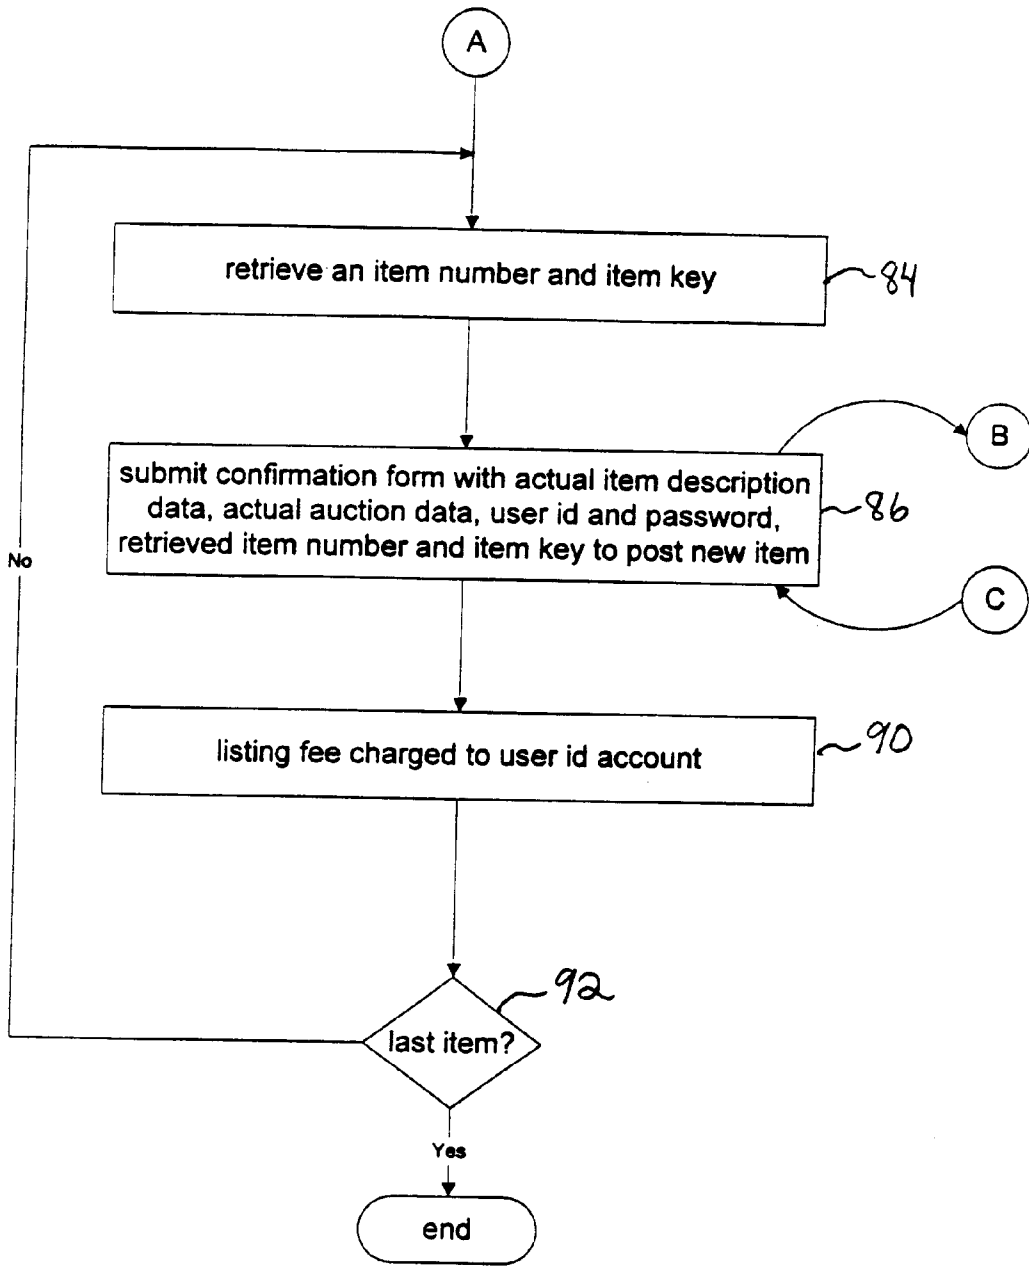 A
retrieve an item number and item key
84
submit confirmation form with actual item description
data, actual auction data, user id and password,
retrieved item number and item key to post new item
86
B
C
No
listing fee charged to user id account
90
last item?
92
Yes
end